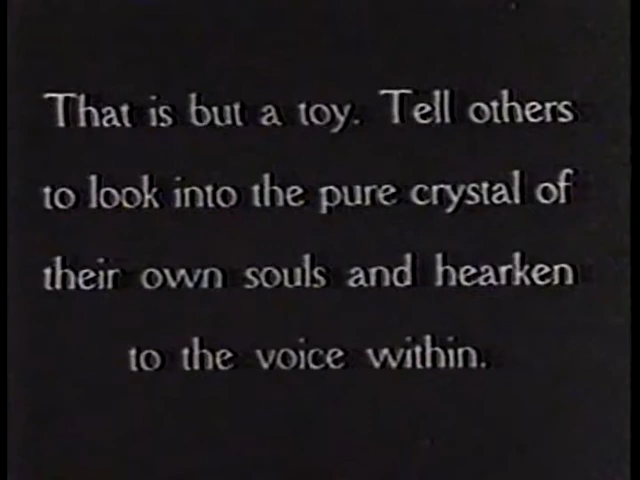 That is but a toy. Tell others
to look into the pure crystal of
their own souls and hearken
to the voice within.